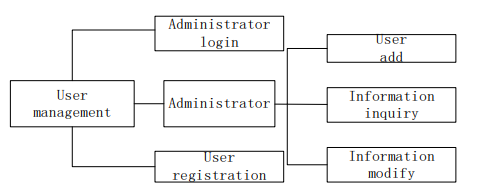 Administrator
login
User
add
User
management
Administrator
Information
inquiry
User
registration
Information
modify